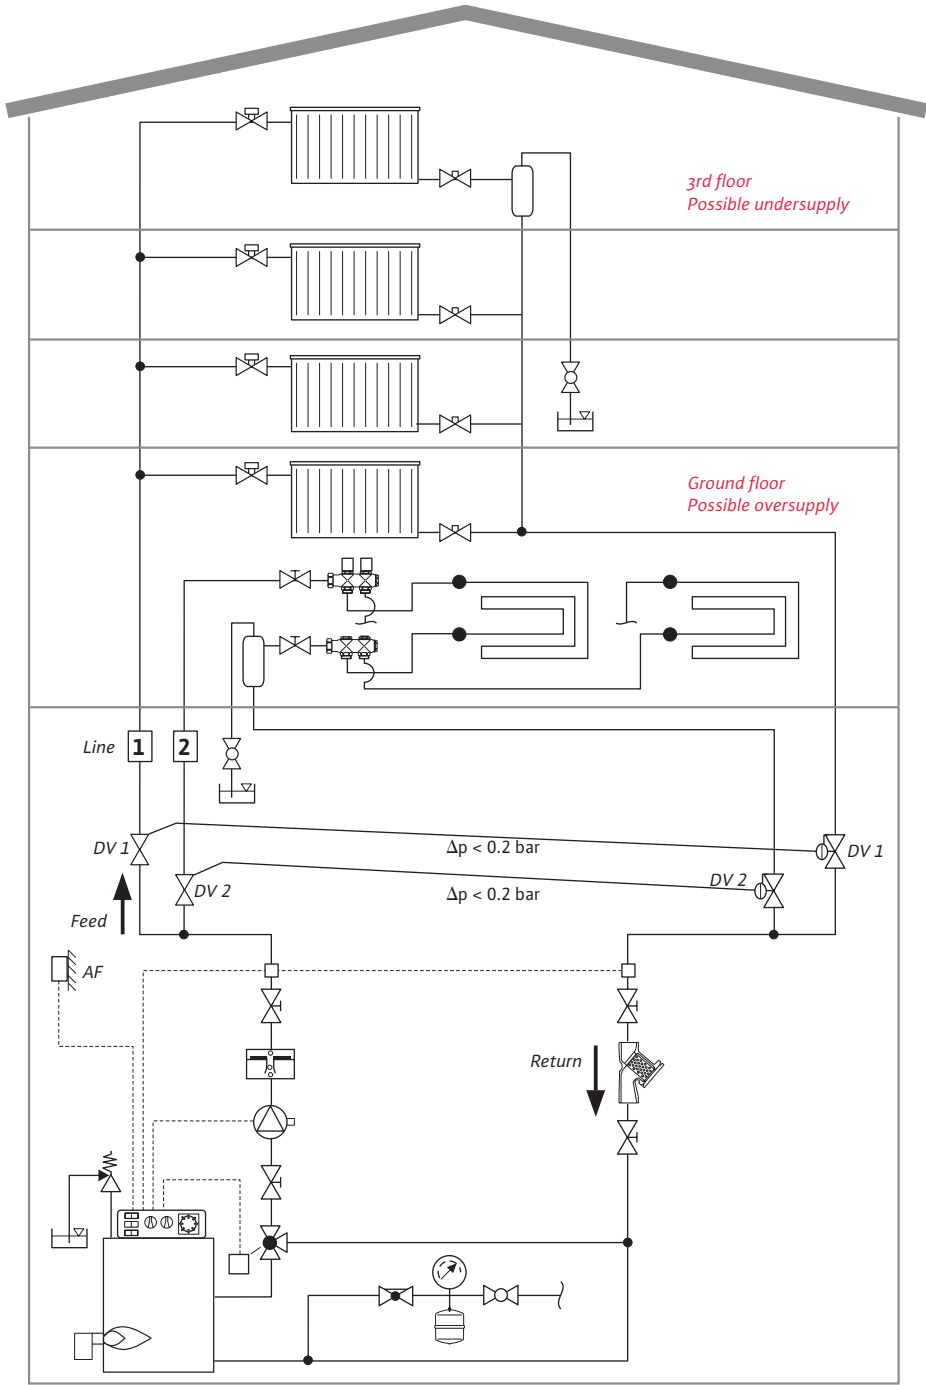 3rd floor
Possible undersupply
Ground floor
Possible oversupply
Line 1 2
DV 1
Δp < 0.2 bar
DV 1
DV 2
Δp < 0.2 bar
DV 2
Feed
AF
Return